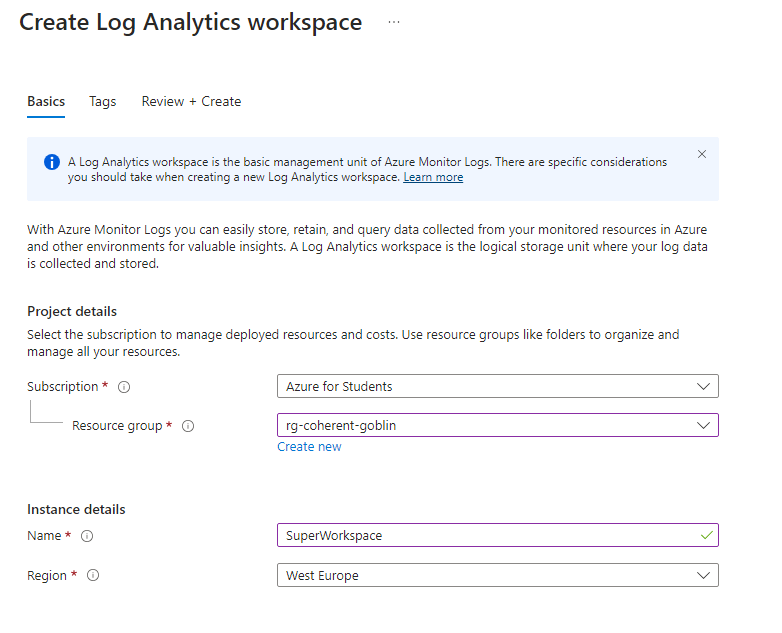 Create Log Analytics workspace ...
Basics Tags Review + Create
A Log Analytics workspace is the basic management unit of Azure Monitor Logs. There are specific considerations
you should take when creating a new Log Analytics workspace. Learn more
With Azure Monitor Logs you can easily store, retain, and query data collected from your monitored resources in Azure
and other environments for valuable insights. A Log Analytics workspace is the logical storage unit where your log data
is collected and stored.
Project details
Select the subscription to manage deployed resources and costs. Use resource groups like folders to organize and
manage all your resources.
Subscription * Azure for Students
Resource group * rg-coherent-goblin
Create new
Instance details
Name * SuperWorkspace
Region * West Europe